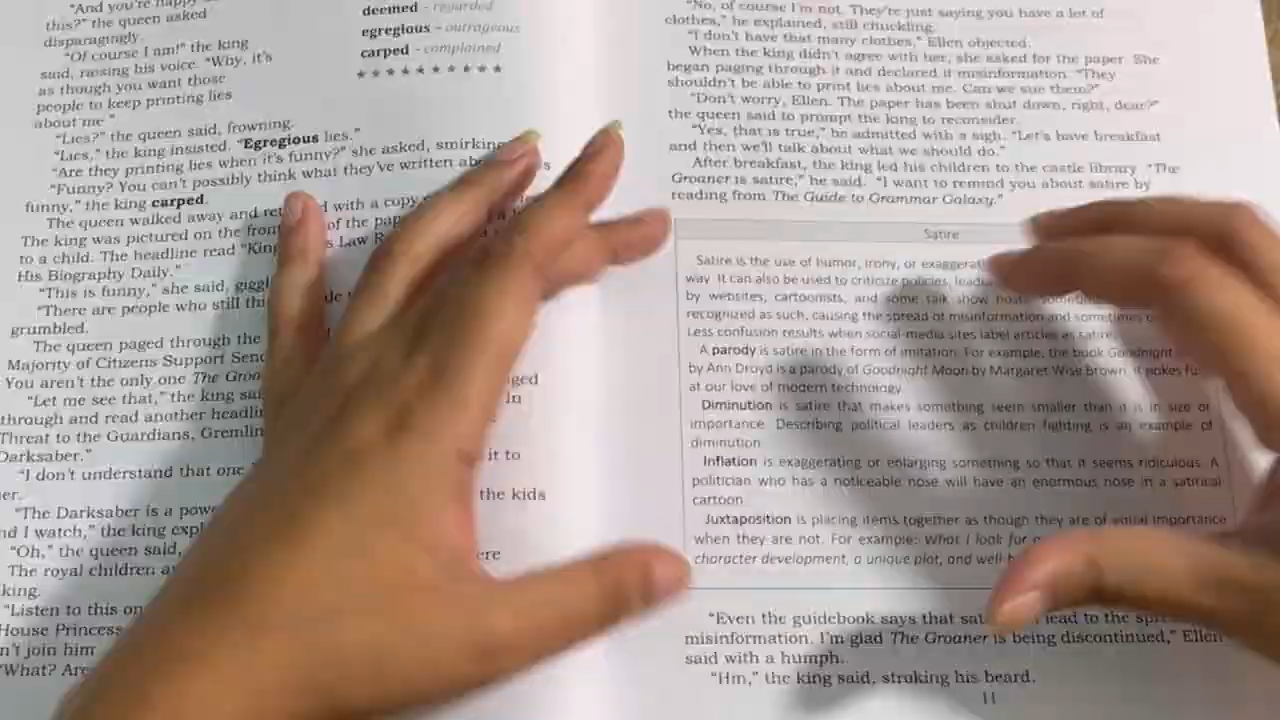 "And you're happy
this?" the queen asked
disparagingly.
"Of course I am!" the king
said, raising his voice. "Why, it's
as though you want those
people to keep printing lies
about me."
"Lies?" the queen said, frowning.
"Lies," the king insisted. "Egregious lies."
"Are they printing lies when it's funny?" she asked, smirking
"Funny? You can't possibly think what they've written
funny," the king carped.
The queen walked away and with a copy
The king was pictured on the front of the
to a child. The headline read "King Law
His Biography Daily."
"This is funny," she said,
"There are people who still
grumbled.
The queen paged through the
Majority of Citizens Support
You aren't the only one The
"Let me see that," the king
through and read another
Threat to the Guardians,
Darksaber."
"I don't understand that one
"The Darksaber is a
I watch," the king
"Oh," the queen said,
The royal children
king.
"Listen to this
House Princess
join him
"What? Are
in
it to
the kids
deemed - regarded
egregious - outrageous
carped - complained
**********
"No, of course I'm not. They're just saying you have a lot of
clothes," he explained, still chuckling.
"I don't have that many clothes," Ellen objected.
When the king didn't agree with her, she asked for the paper. She
began paging through it and declared it misinformation. "They
shouldn't be able to print lies about me. Can we sue them?"
"Don't worry, Ellen. The paper has been shut down, right, dear?"
the queen said to prompt the king to reconsider.
"Yes, that is true," he admitted with a sigh. "Let's have breakfast
and then we'll talk about what we should do."
After breakfast, the king led his children to the castle library. "The
Groaner is satire," he said. "I want to remind you about satire by
reading from The Guide to Grammar Galaxy."
Satire
Satire is the use of humor, irony, or
way. It can also be used to criticize policies,
by websites, cartoonists, and some talk show
recognized as such, causing the spread of misinformation and sometimes
Less confusion results when social-media sites label articles as satire.
A parody is satire in the form of imitation. For example, the book Goodnight
by Ann Droyd is a parody of Goodnight Moon by Margaret Wise Brown. It pokes
at our love of modern technology.
Diminution is satire that makes something seem smaller than it is in size or
importance. Describing political leaders as children fighting is an example of
diminution.
Inflation is exaggerating or enlarging something so that it seems ridiculous. A
politician who has a noticeable nose will have an enormous nose in a satirical
cartoon.
Juxtaposition is placing items together as though they are of equal importance
when they are not. For example: What I look for
character development, a unique plot, and
"Even the guidebook says that lead to the
misinformation. I'm glad The Groaner is being discontinued," Ellen
said with a humph.
"Hm," the king said, stroking his beard.
11